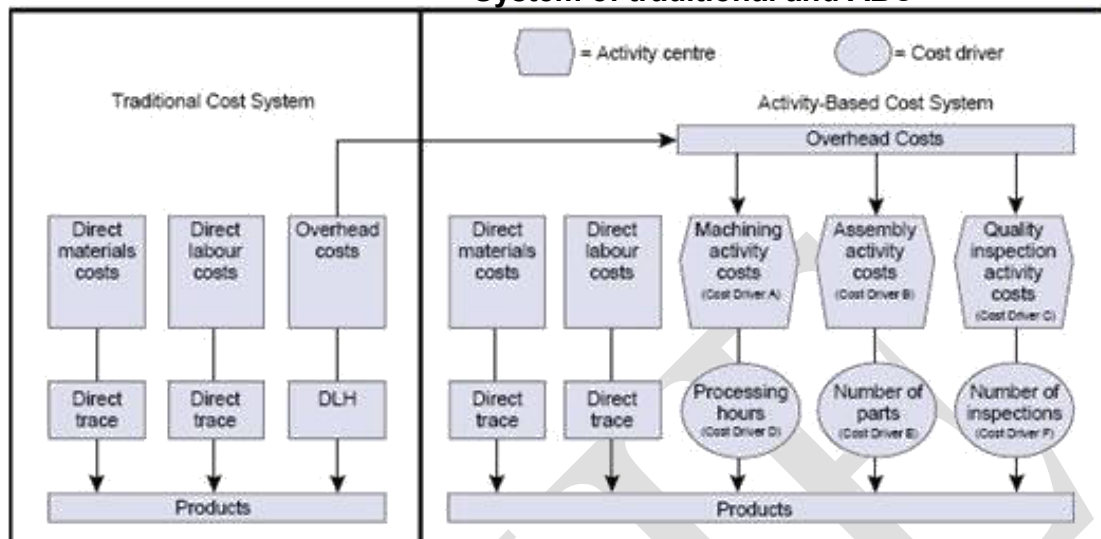 System of traditional and ABC
= Activity centre
= Cost driver
Traditional Cost System
Activity-Based Cost System
Overhead Costs
Direct
materials
costs
Direct
labour
costs
Overhead
costs
Direct
materials
costs
Direct
labour
costs
Machining
activity
costs
(Cost Driver A)
Assembly
activity
costs
(Cost Driver B)
Quality
inspection
activity
costs
(Cost Driver C)
Direct
trace
Direct
trace
DLH
Direct
trace
Direct
trace
Processing
hours
(Cost Driver D)
Number of
parts
(Cost Driver E)
Number of
inspections
(Cost Driver F)
Products
Products